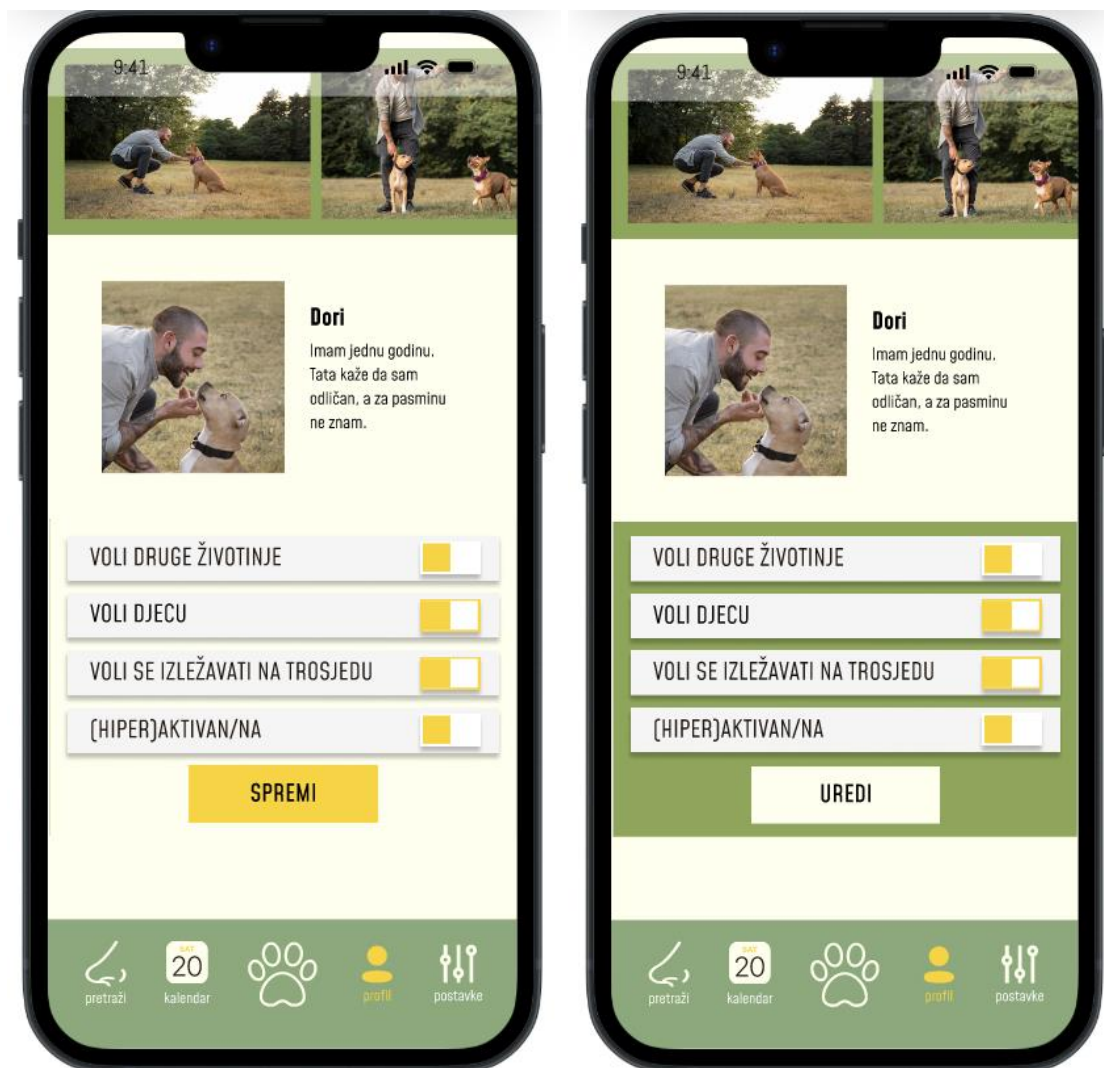 9:41
Dori
Imam jednu godinu.
Tata kaže da sam
odličan, a za pasminu
ne znam.
VOLI DRUGE ŽIVOTINJE
VOLI DJECU
VOLI SE IZLEŽAVATI NA TROSJEDU
(HIPER)AKTIVAN/NA
SPREMI
SAT
20
pretraži
kalendar
profil
postavke
9:41
Dori
Imam jednu godinu.
Tata kaže da sam
odličan, a za pasminu
ne znam.
VOLI DRUGE ŽIVOTINJE
VOLI DJECU
VOLI SE IZLEŽAVATI NA TROSJEDU
(HIPER)AKTIVAN/NA
UREDI
SAT
20
pretraži
kalendar
profil
postavke